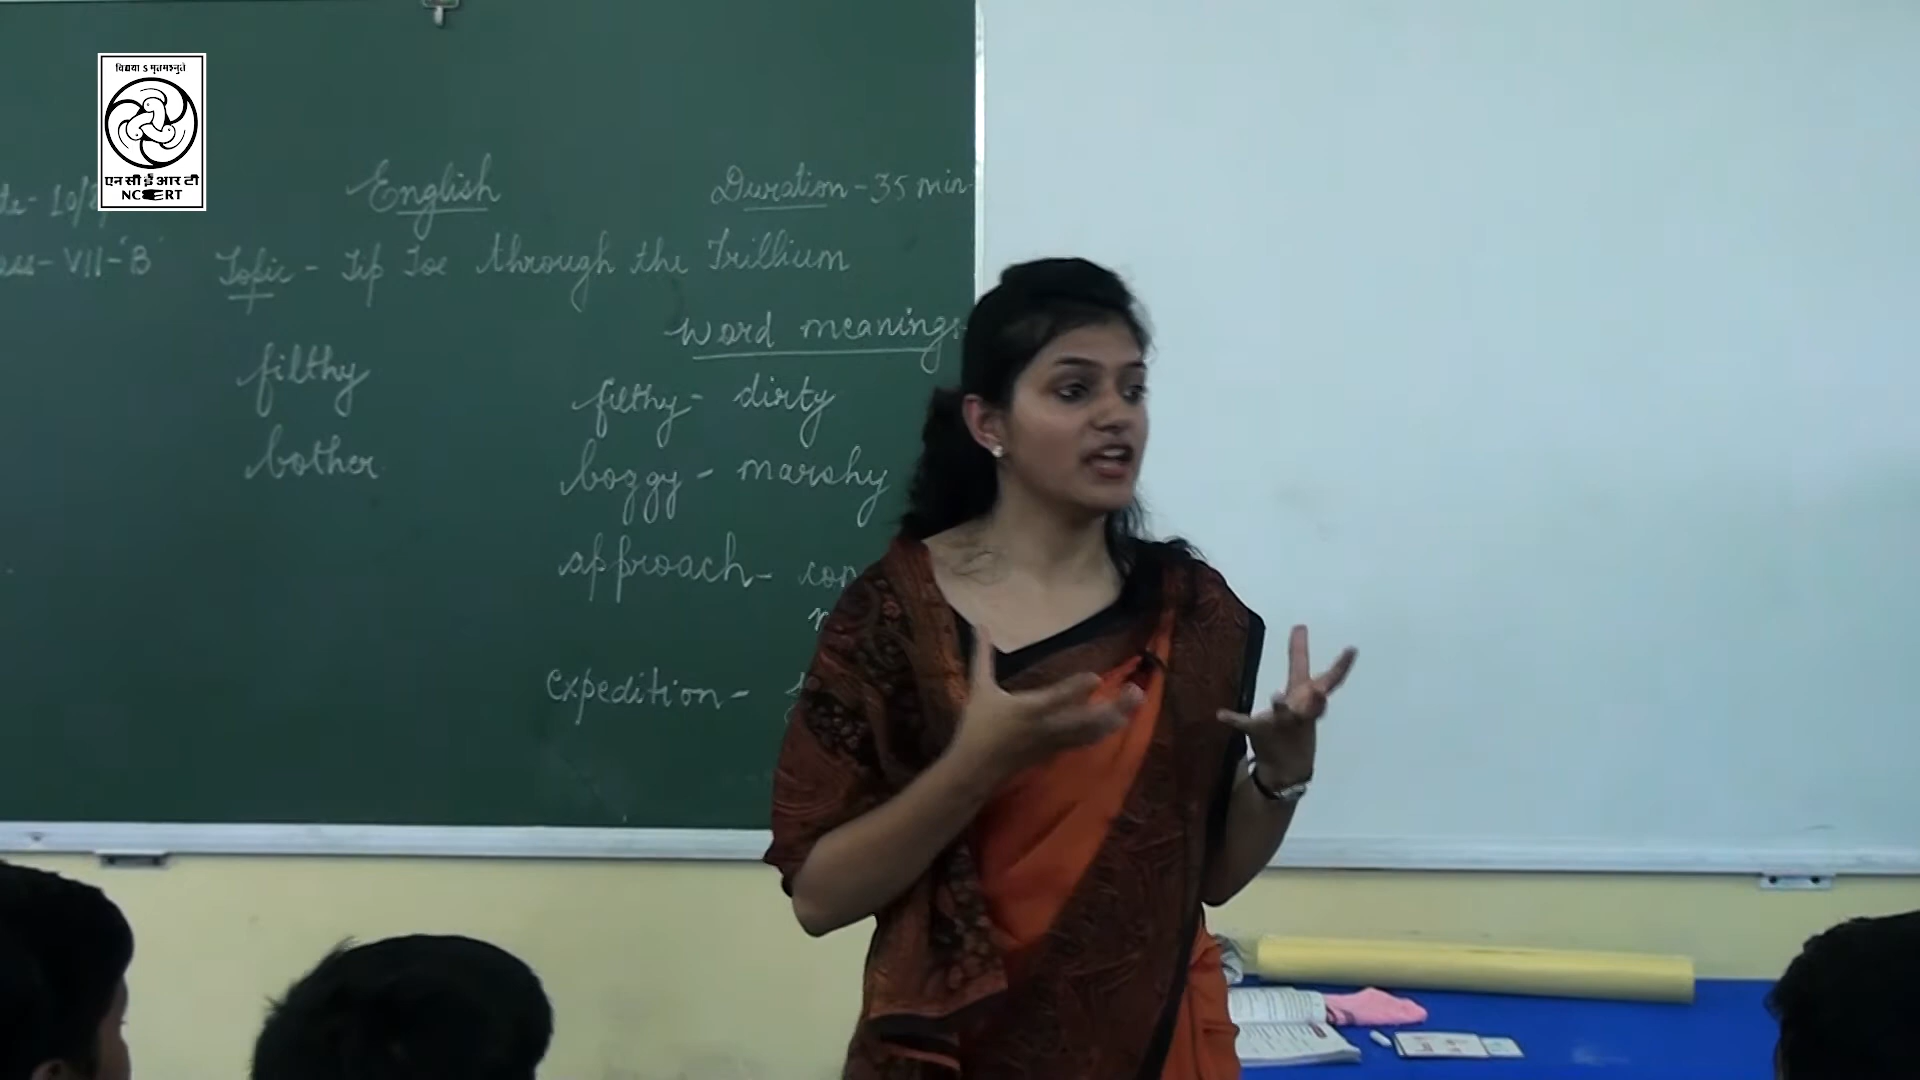 विद्यया ऽ मृतमश्नुते
एन सी ई आर टी
NCERT
English
Duration - 35 min
VII - 'B'
Topic - Tip Toe through the Trillium
Word meanings
filthy
bother
filthy - dirty
boggy - marshy
approach -
expedition -